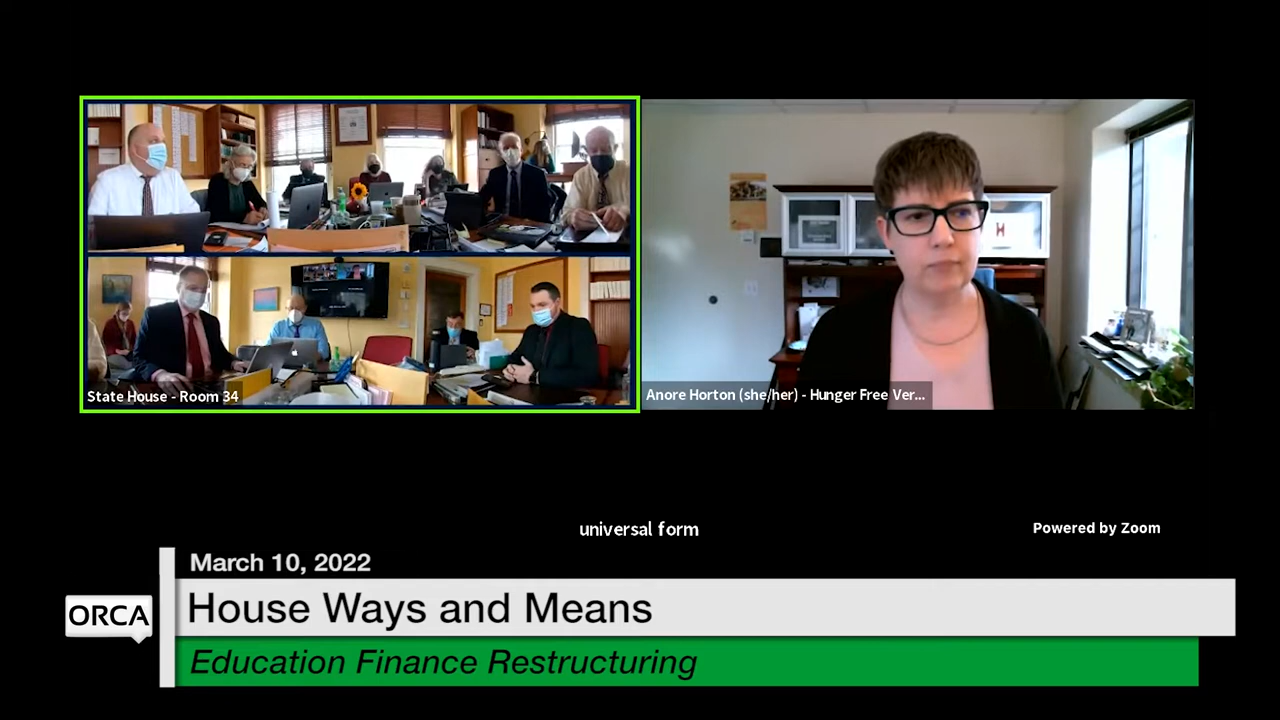 State House - Room 34
Anore Horton (she/her) - Hunger Free Ver...
universal form
Powered by Zoom
March 10, 2022
ORCA
House Ways and Means
Education Finance Restructuring
H